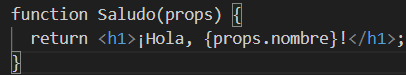 function Saludo(props) {
  return <h1>¡Hola, {props.nombre}!</h1>;
}